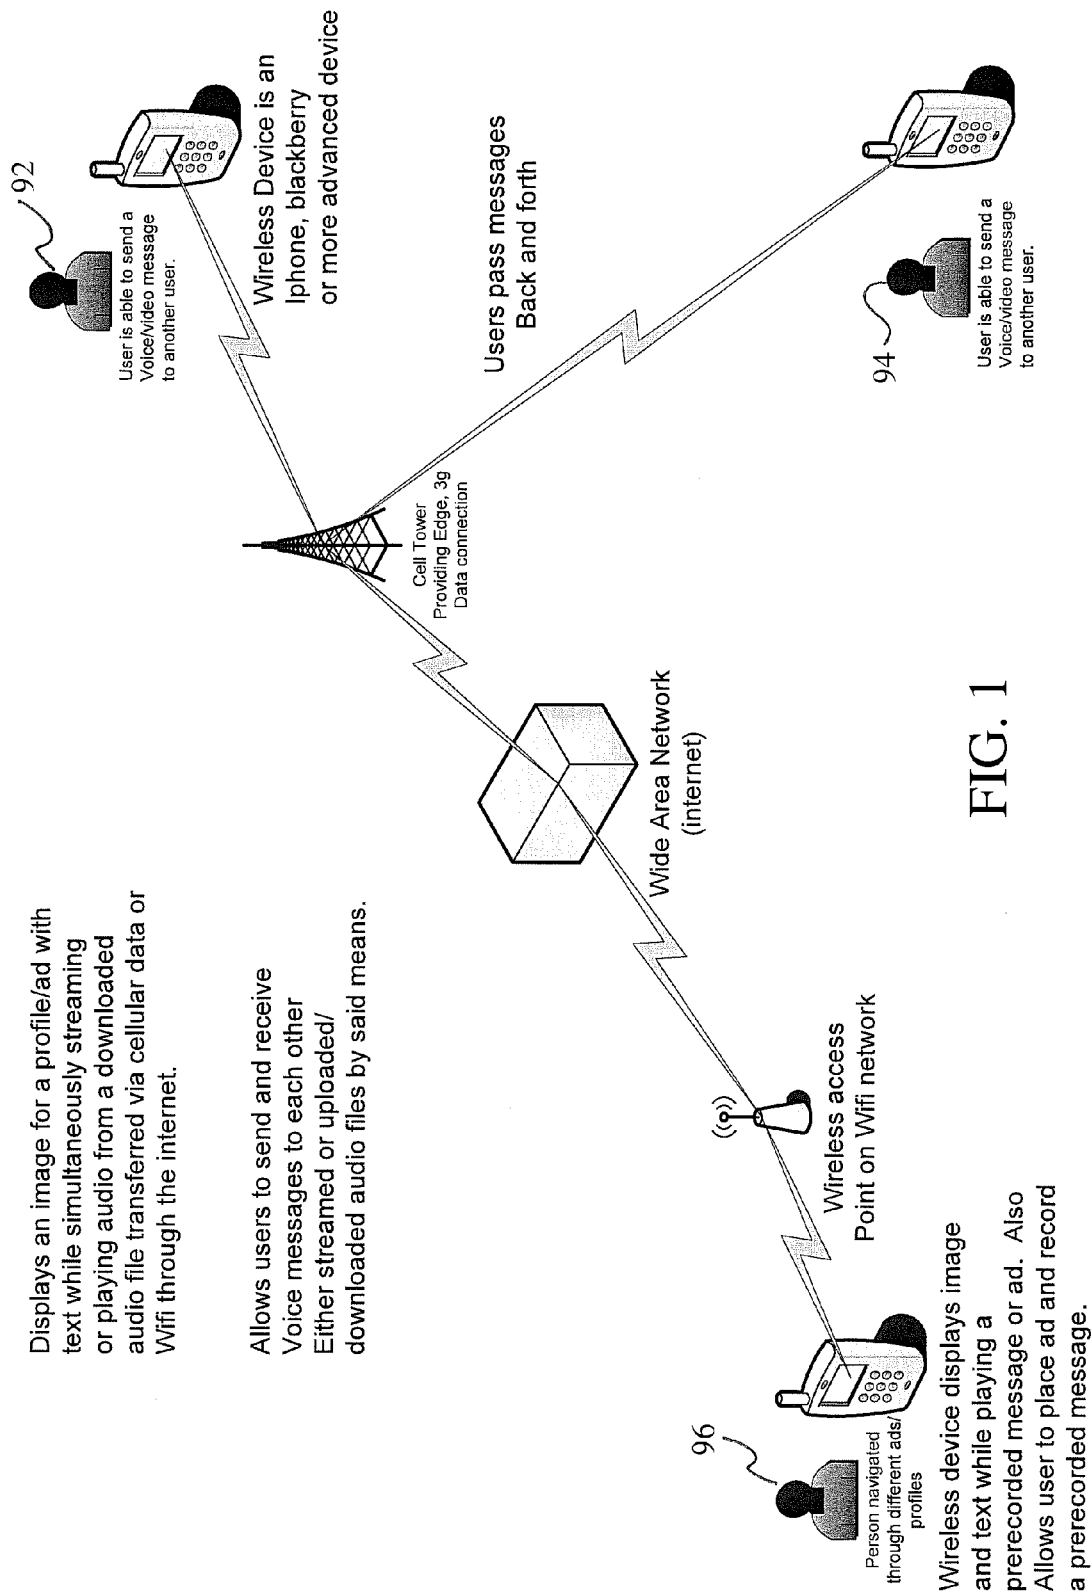 Displays an image for a profile/ad with
text while simultaneously streaming
or playing audio from a downloaded
audio file transferred via cellular data or
Wifi through the internet.
Allows users to send and receive
Voice messages to each other
Either streamed or uploaded/
downloaded audio files by said means.
92
User is able to send a
Voice/video message
to another user.
Wireless Device is an
Iphone, blackberry
or more advanced device
Cell Tower
Providing Edge, 3g
Data connection
Users pass messages
Back and forth
Wide Area Network
(internet)
94
User is able to send a
Voice/video message
to another user.
96
Person navigated
through different ads/
profiles
Wireless access
Point on Wifi network
Wireless device displays image
and text while playing a
prerecorded message or ad. Also
Allows user to place ad and record
a prerecorded message.
FIG. 1